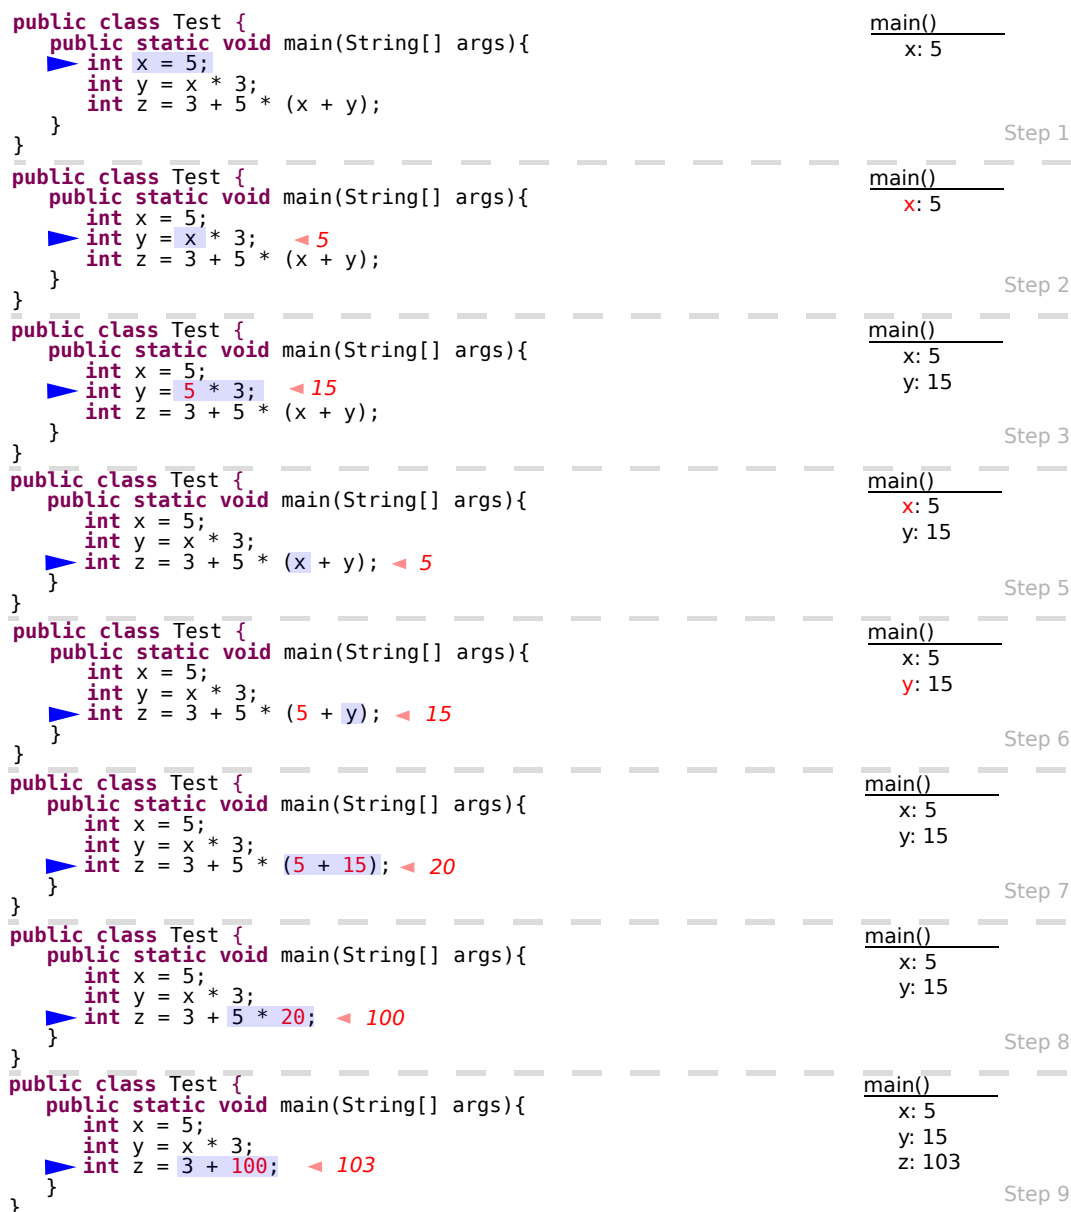 public class Test {
main()
public static void main(String[] args){
x: 5
int x = 5;
int y = x * 3;
int z = 3 + 5 * (x + y);
}
}
Step 1
public class Test {
main()
public static void main(String[] args){
x: 5
int x = 5;
int y = x * 3; ◄ 5
int z = 3 + 5 * (x + y);
}
}
Step 2
public class Test {
main()
public static void main(String[] args){
x: 5
int x = 5;
y: 15
int y = 5 * 3; ◄ 15
int z = 3 + 5 * (x + y);
}
}
Step 3
public class Test {
main()
public static void main(String[] args){
x: 5
int x = 5;
y: 15
int y = x * 3;
int z = 3 + 5 * (x + y); ◄ 5
}
}
Step 5
public class Test {
main()
public static void main(String[] args){
x: 5
int x = 5;
y: 15
int y = x * 3;
int z = 3 + 5 * (5 + y); ◄ 15
}
}
Step 6
public class Test {
main()
public static void main(String[] args){
x: 5
int x = 5;
y: 15
int y = x * 3;
int z = 3 + 5 * (5 + 15); ◄ 20
}
}
Step 7
public class Test {
main()
public static void main(String[] args){
x: 5
int x = 5;
y: 15
int y = x * 3;
int z = 3 + 5 * 20; ◄ 100
}
}
Step 8
public class Test {
main()
public static void main(String[] args){
x: 5
int x = 5;
y: 15
int y = x * 3;
z: 103
int z = 3 + 100; ◄ 103
}
}
Step 9